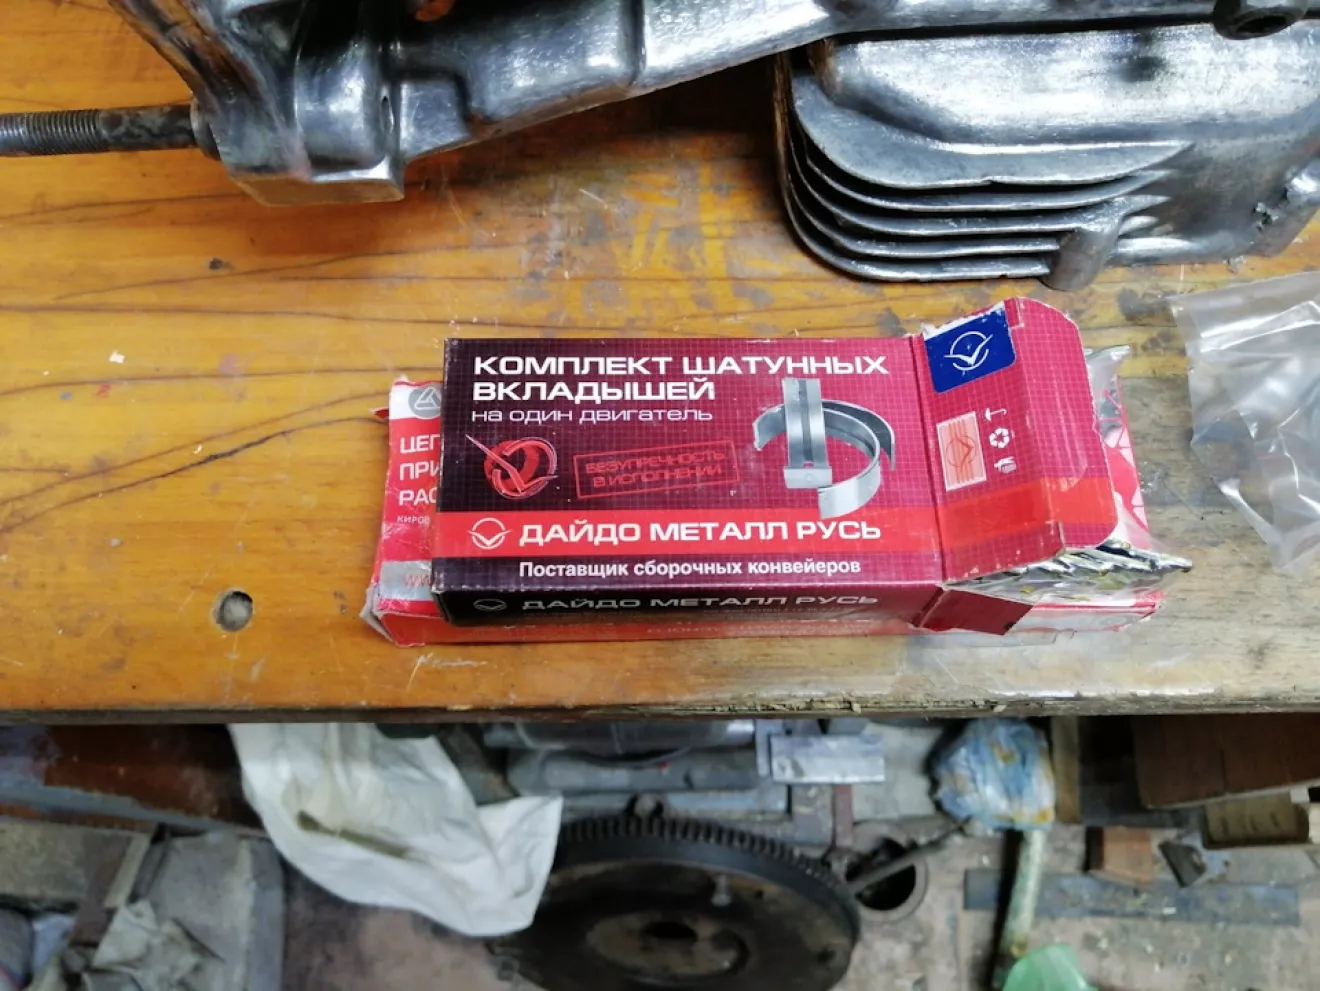 КОМПЛЕКТ ШАТУННЫХ
ВКЛАДЫШЕЙ
на один двигатель
БЕЗУПРЕЧНОСТЬ
В ИСПОЛНЕНИИ
ДАЙДО МЕТАЛЛ РУСЬ
Поставщик сборочных конвейеров
ДАЙДО МЕТАЛЛ РУСЬ